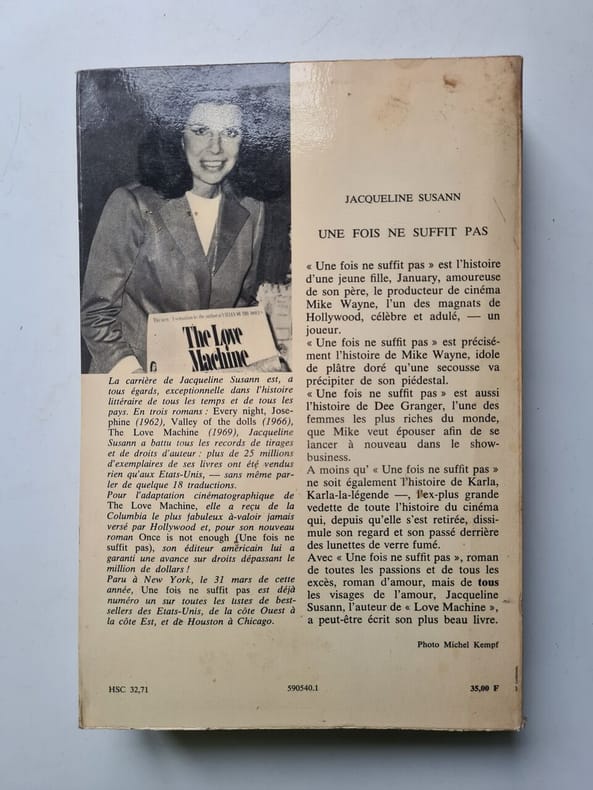 The new sensation by the author of VALLEY OF THE DOLLS
The Love
Machine
La carrière de Jacqueline Susann est, à
tous égards, exceptionnelle dans l'histoire
littéraire de tous les temps et de tous les
pays. En trois romans : Every night, Jose-
phine (1962), Valley of the dolls (1966),
The Love Machine (1969), Jacqueline
Susann a battu tous les records de tirages
et de droits d'auteur : plus de 25 millions
d'exemplaires de ses livres ont été vendus
rien qu'aux Etats-Unis, — sans même par-
ler de quelque 18 traductions.
Pour l'adaptation cinématographique de
The Love Machine, elle a reçu de la
Columbia le plus fabuleux à-valoir jamais
versé par Hollywood et, pour son nouveau
roman Once is not enough (Une fois ne
suffit pas), son éditeur américain lui a
garanti une avance sur droits dépassant le
million de dollars !
Paru à New York, le 31 mars de cette
année, Une fois ne suffit pas est déjà
numéro un sur toutes les listes de best-
sellers des Etats-Unis, de la côte Ouest à
la côte Est, et de Houston à Chicago.
JACQUELINE SUSANN
UNE FOIS NE SUFFIT PAS
« Une fois ne suffit pas » est l'histoire
d'une jeune fille, January, amoureuse
de son père, le producteur de cinéma
Mike Wayne, l'un des magnats de
Hollywood, célèbre et adulé, — un
joueur.
« Une fois ne suffit pas » est précisé-
ment l'histoire de Mike Wayne, idole
de plâtre doré qu'une secousse va
précipiter de son piédestal.
« Une fois ne suffit pas » est aussi
l'histoire de Dee Granger, l'une des
femmes les plus riches du monde,
que Mike veut épouser afin de se
lancer à nouveau dans le show-
business.
A moins qu' « Une fois ne suffit pas »
ne soit également l'histoire de Karla,
Karla-la-légende —, l'ex-plus grande
vedette de toute l'histoire du cinéma
qui, depuis qu'elle s'est retirée, dissi-
mule son regard et son passé derrière
des lunettes de verre fumé.
Avec « Une fois ne suffit pas », roman
de toutes les passions et de tous les
excès, roman d'amour, mais de tous
les visages de l'amour, Jacqueline
Susann, l'auteur de « Love Machine »,
a peut-être écrit son plus beau livre.
Photo Michel Kempf
HSC 32,71
590540.1
35,00 F